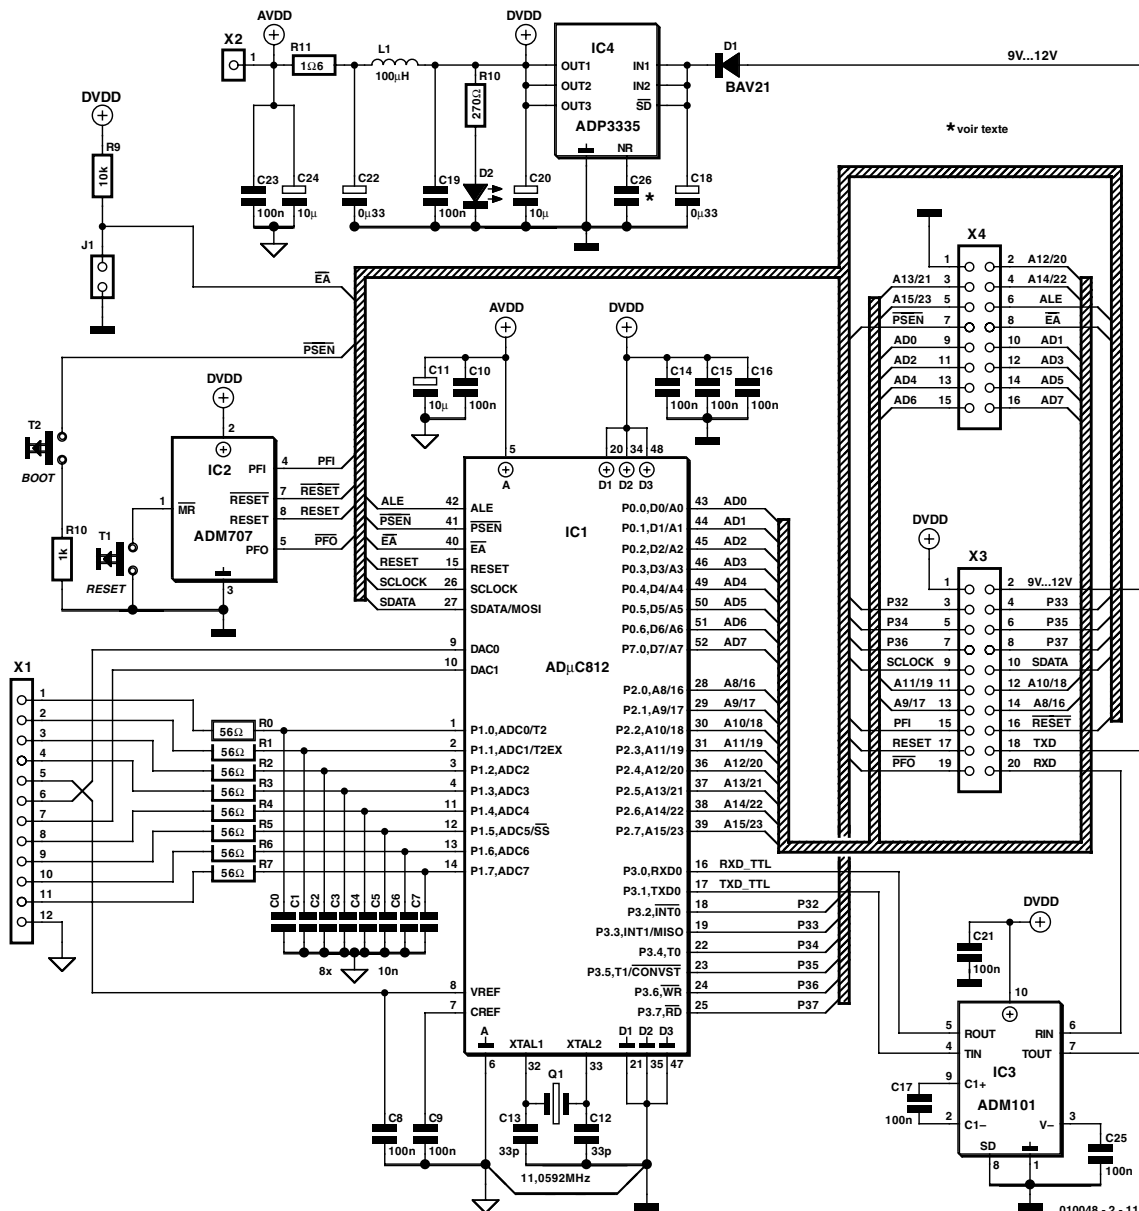 AVDD
DVDD
X2
1
R11
1Ω6
L1
100µH
R10
270Ω
OUT1
OUT2
OUT3
IC4
IN1
IN2
SD
ADP3335
NR
D1
BAV21
9V...12V
* voir texte
DVDD
R9
10k
J1
C23
100n
C24
10µ
C22
0µ33
C19
100n
D2
C20
10µ
C26
*
C18
0µ33
EA
PSEN
X4
1
3
5
7
9
11
13
15
2
4
6
8
10
12
14
16
A13/21
A15/23
PSEN
AD0
AD2
AD4
AD6
A12/20
A14/22
ALE
EA
AD1
AD3
AD5
AD7
AVDD
DVDD
C11
10µ
C10
100n
C14
100n
C15
100n
C16
100n
T2
BOOT
R10
1k
T1
RESET
DVDD
2
IC2
PFI
RESET
RESET
PFO
MR
1
ADM707
3
4
7
8
5
PFI
RESET
RESET
PFO
5
A
20
34
48
D1
D2
D3
IC1
ADµC812
ALE 42 ALE
PSEN 41 PSEN
EA 40 EA
RESET 15 RESET
SCLOCK 26 SCLOCK
SDATA 27 SDATA/MOSI
9 DAC0
10 DAC1
1 P1.0,ADC0/T2
2 P1.1,ADC1/T2EX
3 P1.2,ADC2
4 P1.3,ADC3
11 P1.4,ADC4
12 P1.5,ADC5/SS
13 P1.6,ADC6
14 P1.7,ADC7
8 VREF
7 CREF
P0.0,D0/A0 43 AD0
P0.1,D1/A1 44 AD1
P0.2,D2/A2 45 AD2
P0.3,D3/A3 46 AD3
P0.4,D4/A4 49 AD4
P0.5,D5/A5 50 AD5
P0.6,D6/A6 51 AD6
P7.0,D7/A7 52 AD7
P2.0,A8/16 28 A8/16
P2.1,A9/17 29 A9/17
P2.2,A10/18 30 A10/18
P2.3,A11/19 31 A11/19
P2.4,A12/20 36 A12/20
P2.5,A13/21 37 A13/21
P2.6,A14/22 38 A14/22
P2.7,A15/23 39 A15/23
P3.0,RXD0 16 RXD_TTL
P3.1,TXD0 17 TXD_TTL
P3.2,INT0 18 P32
P3.3,INT1/MISO 19 P33
P3.4,T0 22 P34
P3.5,T1/CONVST 23 P35
P3.6,WR 24 P36
P3.7,RD 25 P37
A
6
XTAL1
32
XTAL2
33
D1
D2
D3
21
35
47
X1
1
2
3
4
5
6
7
8
9
10
11
12
56Ω R0
56Ω R1
56Ω R2
56Ω R3
56Ω R4
56Ω R5
56Ω R6
56Ω R7
C0
C1
C2
C3
C4
C5
C6
C7
8x
10n
C8
100n
C9
100n
C13
33p
Q1
C12
33p
11,0592MHz
DVDD
X3
1
3
5
7
9
11
13
15
17
19
2
4
6
8
10
12
14
16
18
20
P32
P34
P36
SCLOCK
A11/19
A9/17
PFI
RESET
PFO
9V...12V
P33
P35
P37
SDATA
A10/18
A8/16
RESET
TXD
RXD
DVDD
C21
100n
10
5 ROUT
4 TIN
RIN 6
TOUT 7
IC3
ADM101
9 C1+
2 C1–
V– 3
SD
8
1
C17
100n
C25
100n
010048 - 2 - 11